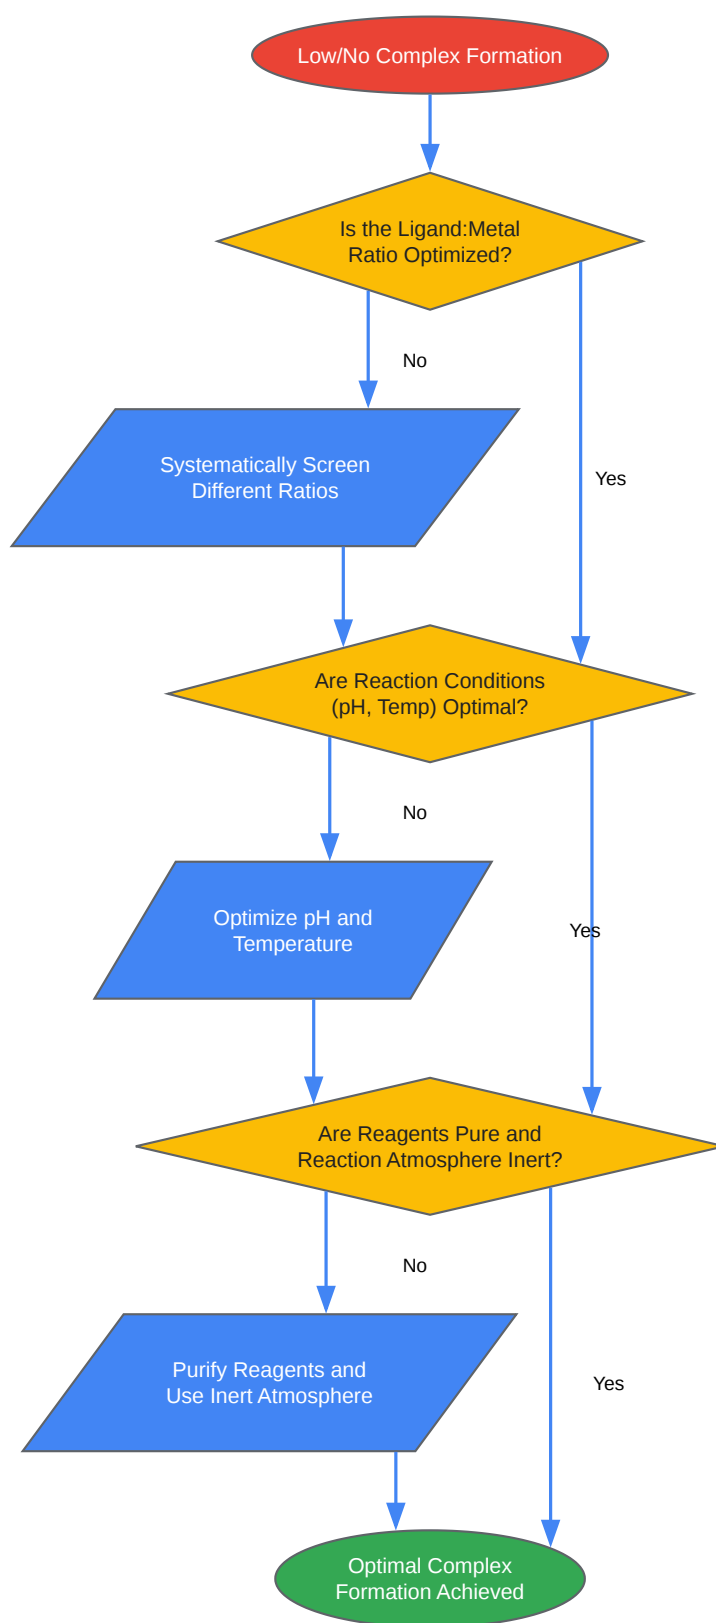 Low/No Complex Formation
Is the Ligand:Metal
Ratio Optimized?
No
Systematically Screen
Different Ratios
Yes
Are Reaction Conditions
(pH, Temp) Optimal?
No
Optimize pH and
Temperature
Yes
Are Reagents Pure and
Reaction Atmosphere Inert?
No
Purify Reagents and
Use Inert Atmosphere
Yes
Optimal Complex
Formation Achieved